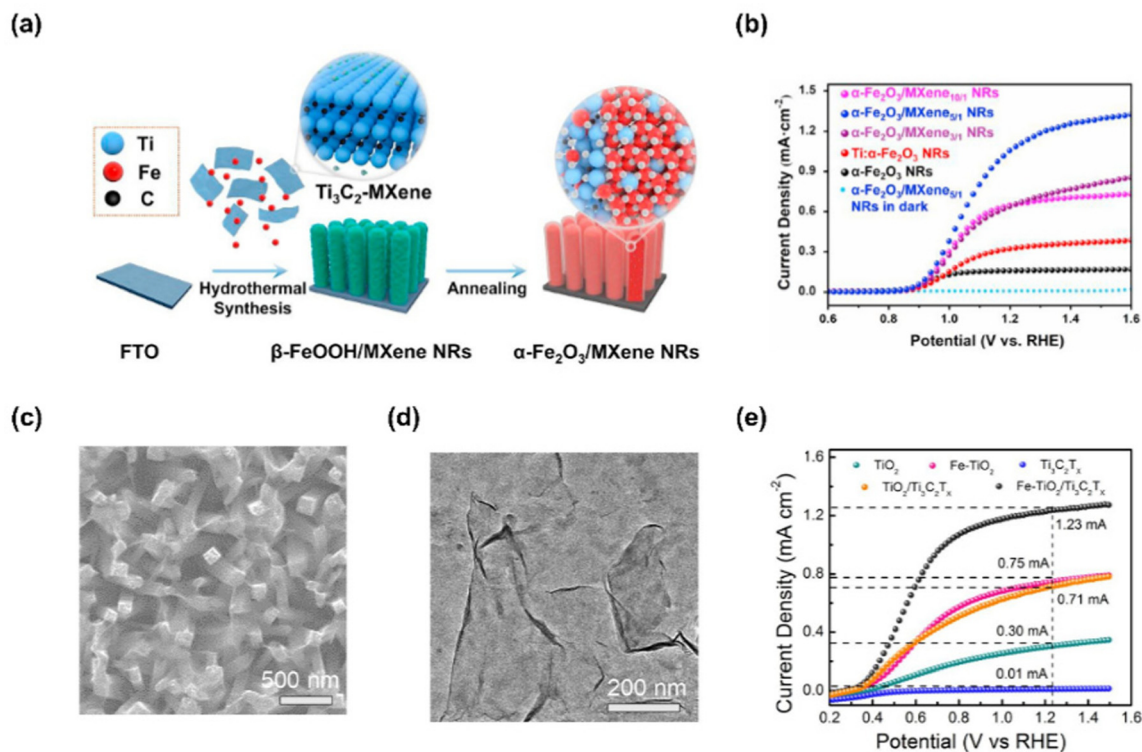 (a)
Ti
Fe
C
Ti₃C₂-MXene
Hydrothermal
Synthesis
Annealing
FTO
β-FeOOH/MXene NRs
α-Fe₂O₃/MXene NRs
(b)
Current Density (mA·cm⁻²)
1.5
1.2
0.9
0.6
0.3
0.0
α-Fe₂O₃/MXene₁₀/₁ NRs
α-Fe₂O₃/MXene₅/₁ NRs
α-Fe₂O₃/MXene₃/₁ NRs
Ti:α-Fe₂O₃ NRs
α-Fe₂O₃ NRs
α-Fe₂O₃/MXene₅/₁
NRs in dark
0.6 0.8 1.0 1.2 1.4 1.6
Potential (V vs. RHE)
(c)
500 nm
(d)
200 nm
(e)
Current Density (mA cm⁻²)
1.6
1.2
0.8
0.4
0.0
TiO₂ Fe-TiO₂ Ti₃C₂Tₓ
TiO₂/Ti₃C₂Tₓ Fe-TiO₂/Ti₃C₂Tₓ
1.23 mA
0.75 mA
0.71 mA
0.30 mA
0.01 mA
0.2 0.4 0.6 0.8 1.0 1.2 1.4 1.6
Potential (V vs RHE)